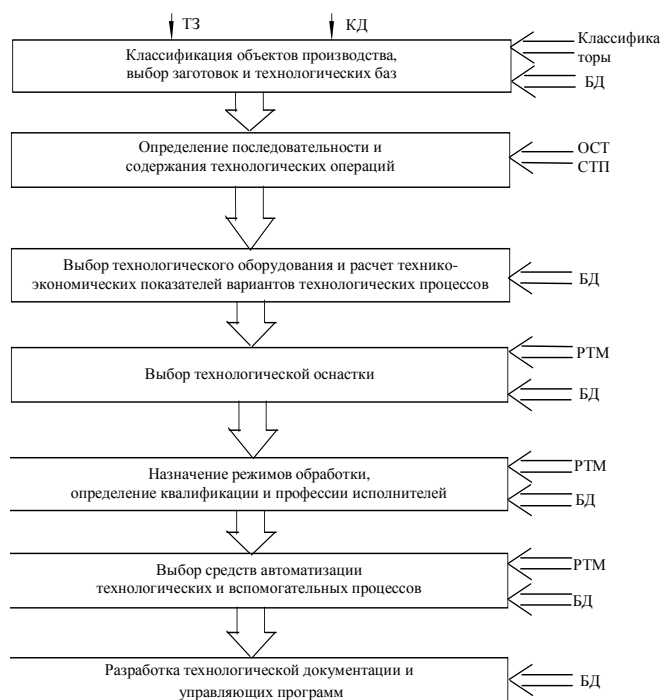 ТЗ
КД
Классификация объектов производства,
выбор заготовок и технологических баз
Классифика
торы
БД
Определение последовательности и
содержания технологических операций
ОСТ
СТП
Выбор технологического оборудования и расчет технико-
экономических показателей вариантов технологических процессов
БД
Выбор технологической оснастки
РТМ
БД
Назначение режимов обработки,
определение квалификации и профессии исполнителей
РТМ
БД
Выбор средств автоматизации
технологических и вспомогательных процессов
РТМ
БД
Разработка технологической документации и
управляющих программ
БД